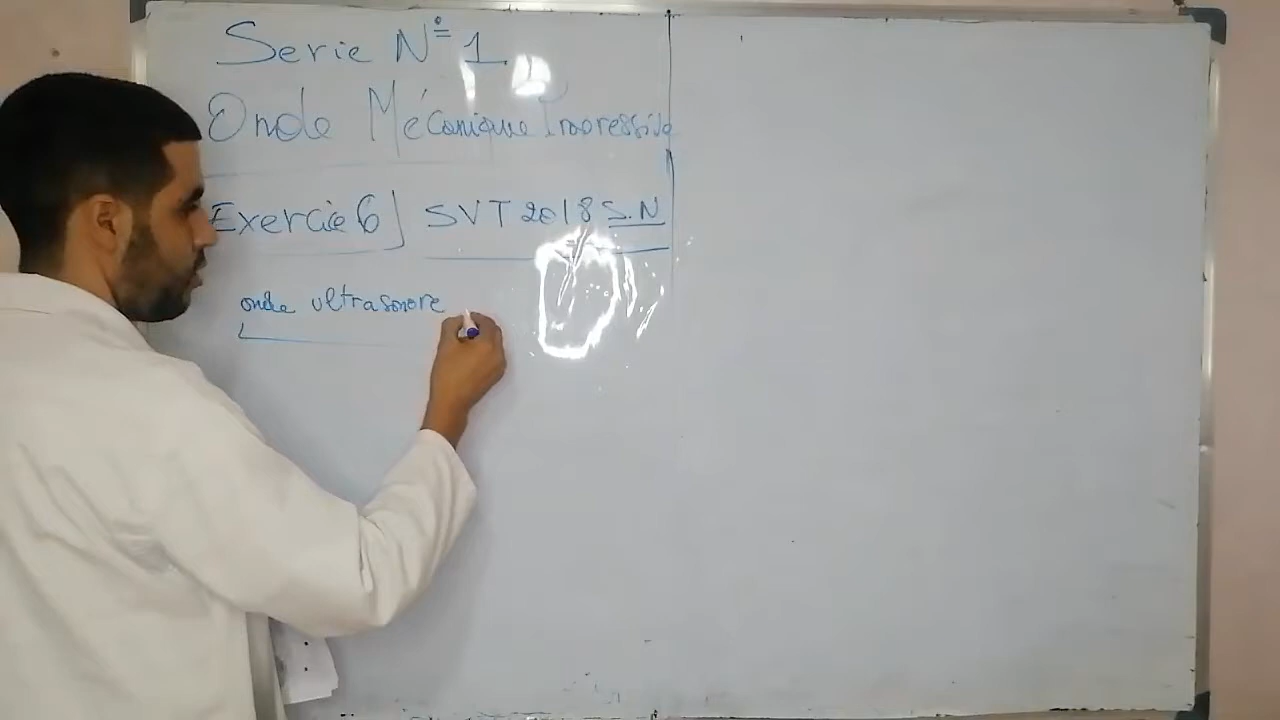 Serie N° 1
Onde Mécanique Progressive
Exercice 6] SVT 2018 S.N
onde ultrasonore